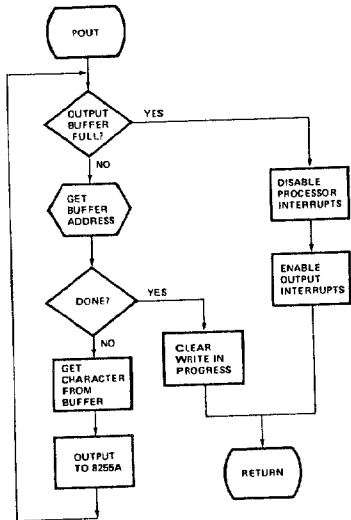 POUT
OUTPUT
BUFFER
FULL?
YES
NO
GET
BUFFER
ADDRESS
DISABLE
PROCESSOR
INTERRUPTS
ENABLE
OUTPUT
INTERRUPTS
DONE?
YES
NO
CLEAR
WRITE IN
PROGRESS
GET
CHARACTER
FROM
BUFFER
OUTPUT
TO 8255A
RETURN